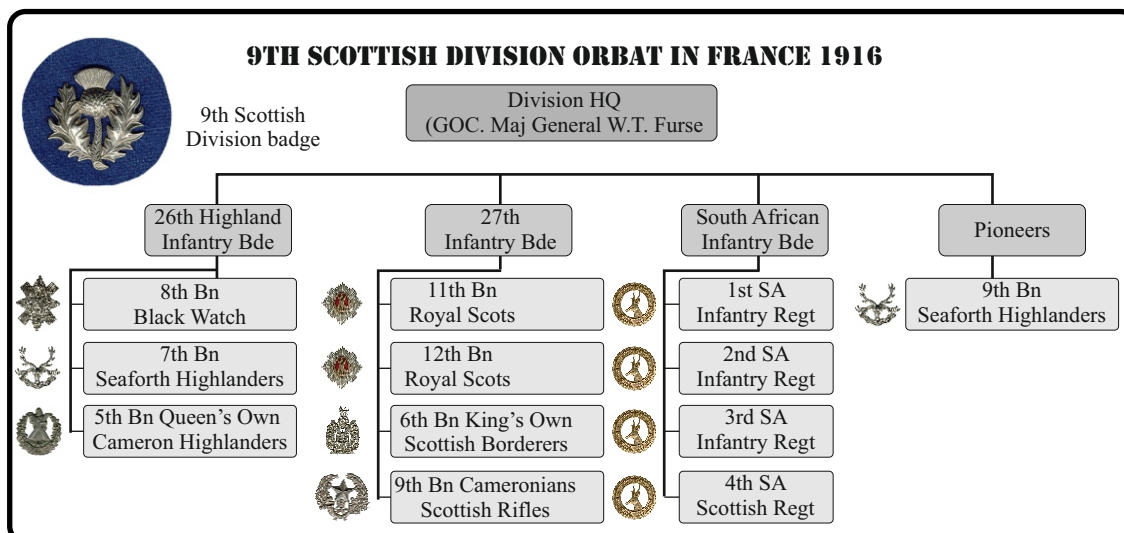 9TH SCOTTISH DIVISION ORBAT IN FRANCE 1916
9th Scottish
Division badge
Division HQ
(GOC. Maj General W.T. Furse
26th Highland
Infantry Bde
27th
Infantry Bde
South African
Infantry Bde
Pioneers
8th Bn
Black Watch
7th Bn
Seaforth Highlanders
5th Bn Queen's Own
Cameron Highlanders
11th Bn
Royal Scots
12th Bn
Royal Scots
6th Bn King's Own
Scottish Borderers
9th Bn Cameronians
Scottish Rifles
1st SA
Infantry Regt
2nd SA
Infantry Regt
3rd SA
Infantry Regt
4th SA
Scottish Regt
9th Bn
Seaforth Highlanders